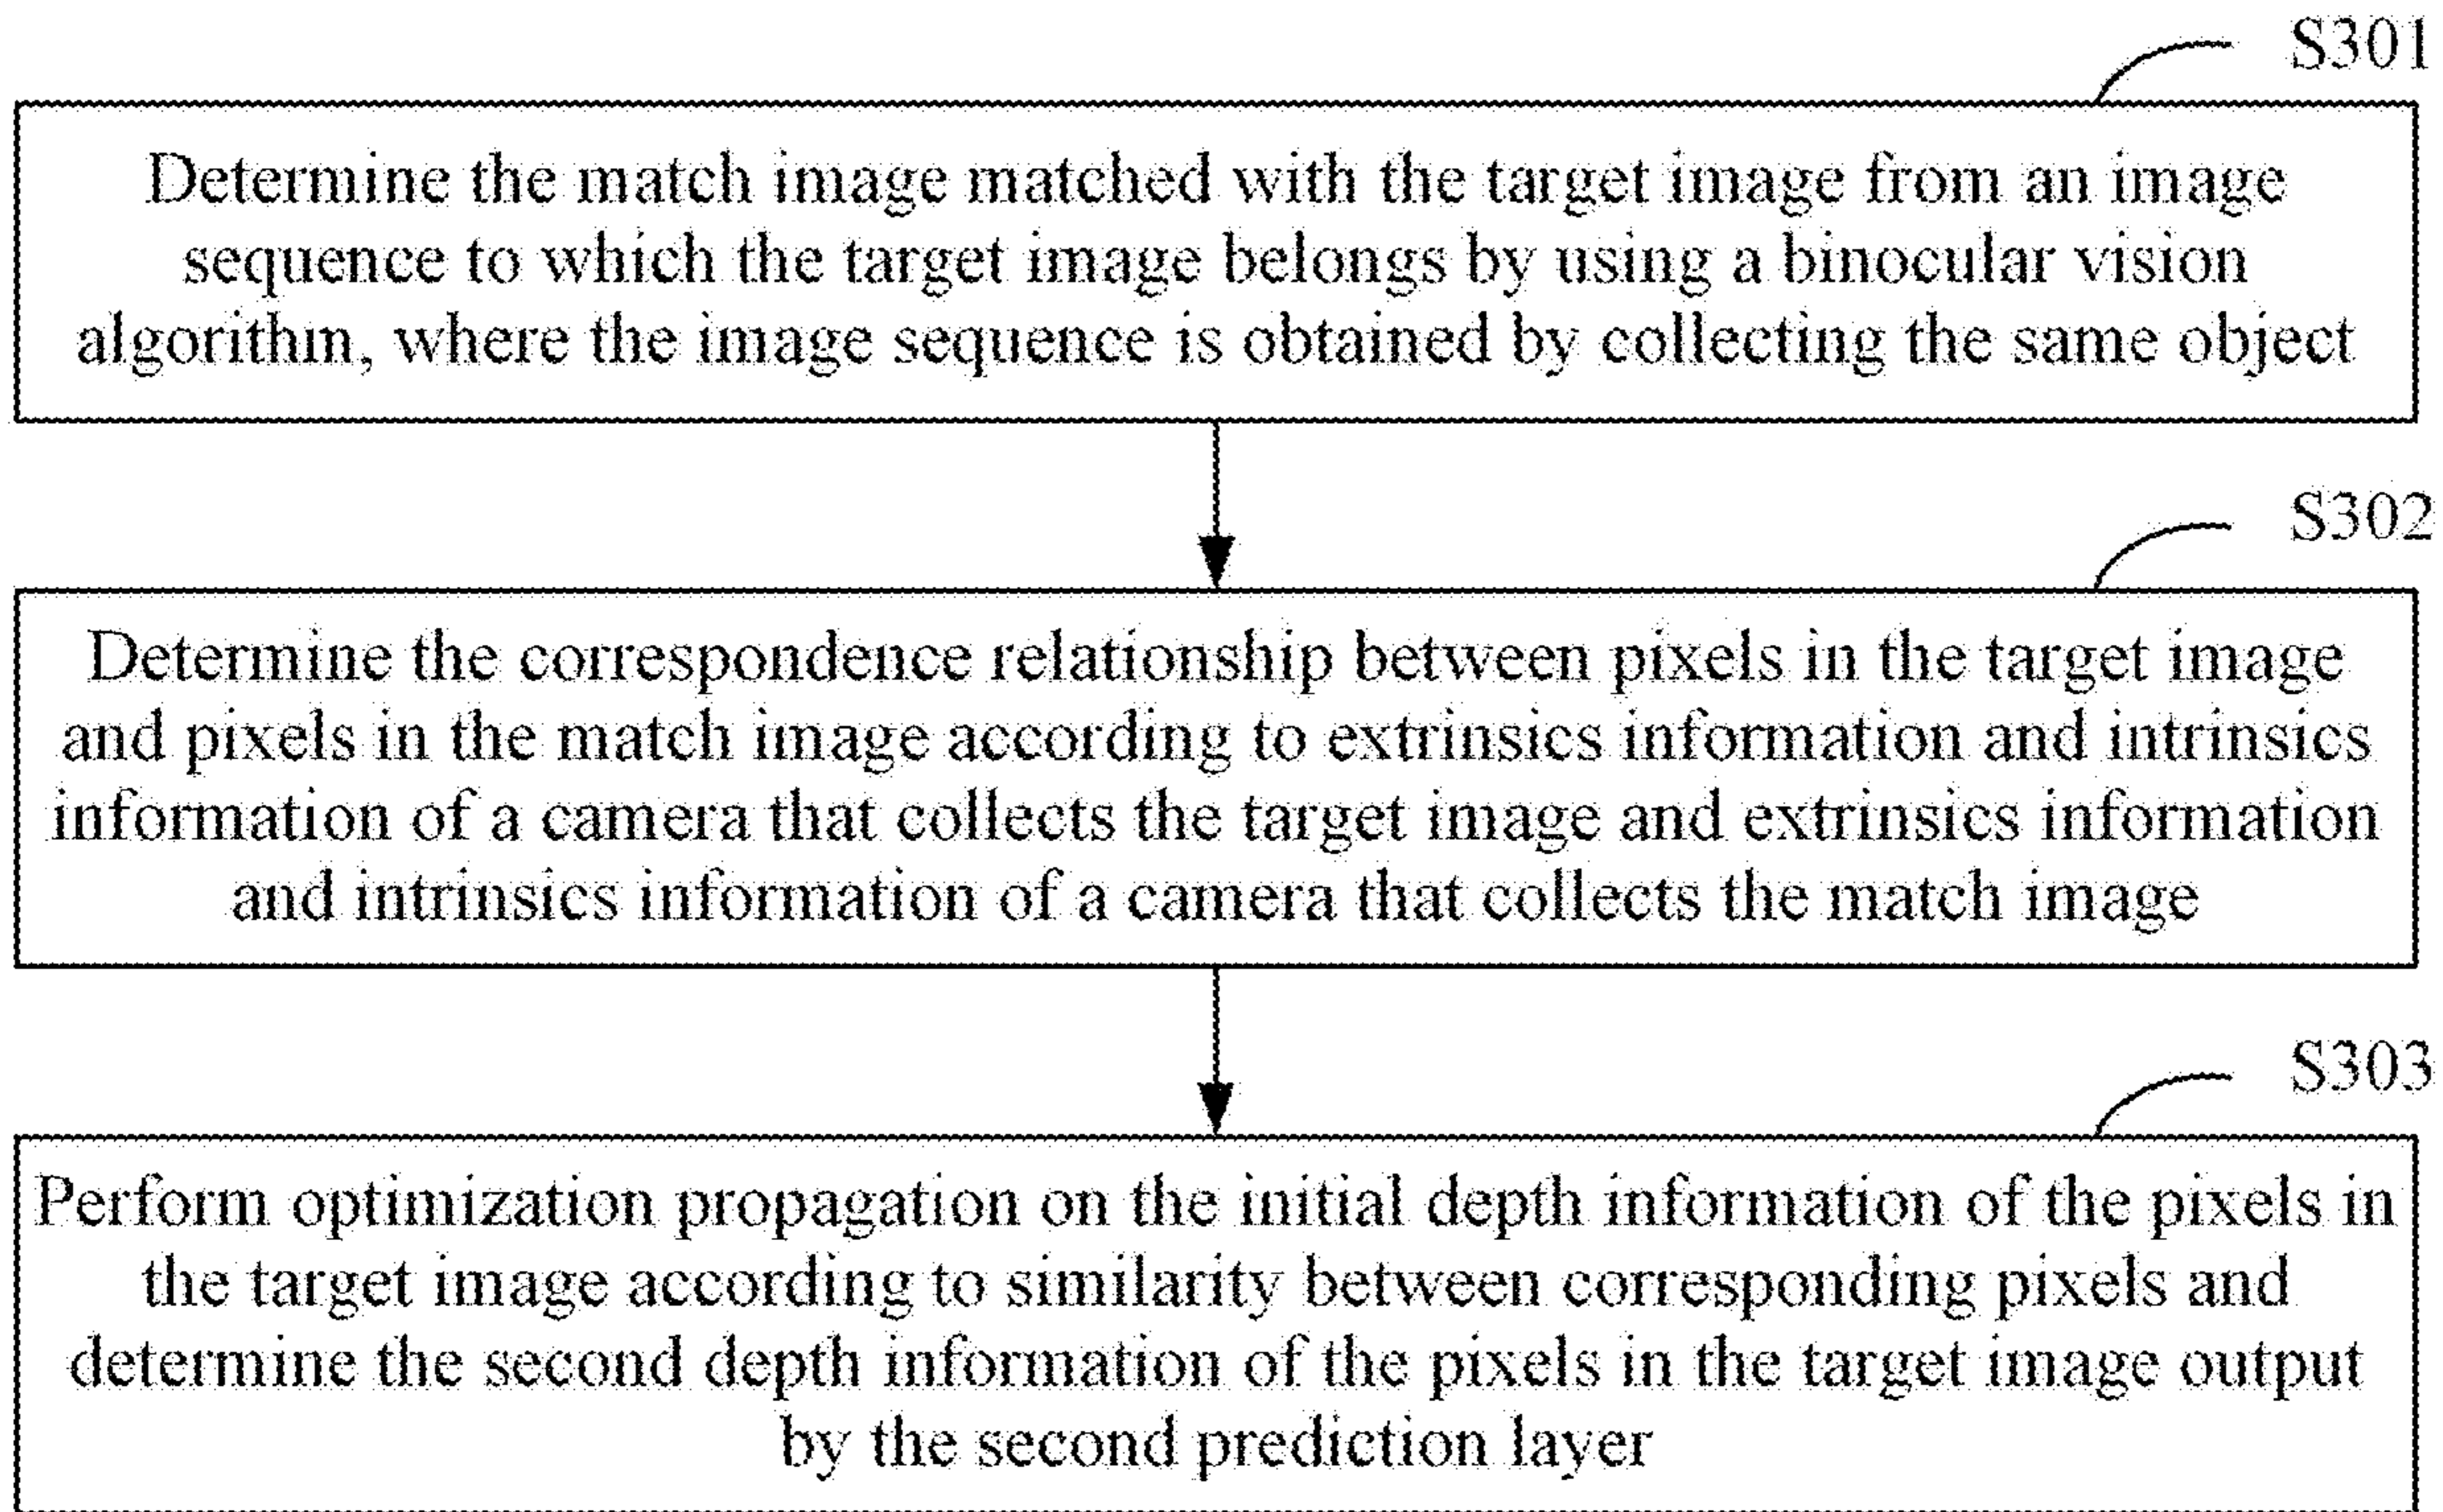 S301
Determine the match image matched with the target image from an image
sequence to which the target image belongs by using a binocular vision
algorithm, where the image sequence is obtained by collecting the same object
S302
Determine the correspondence relationship between pixels in the target image
and pixels in the match image according to extrinsics information and intrinsics
information of a camera that collects the target image and extrinsics information
and intrinsics information of a camera that collects the match image
S303
Perform optimization propagation on the initial depth information of the pixels in
the target image according to similarity between corresponding pixels and
determine the second depth information of the pixels in the target image output
by the second prediction layer